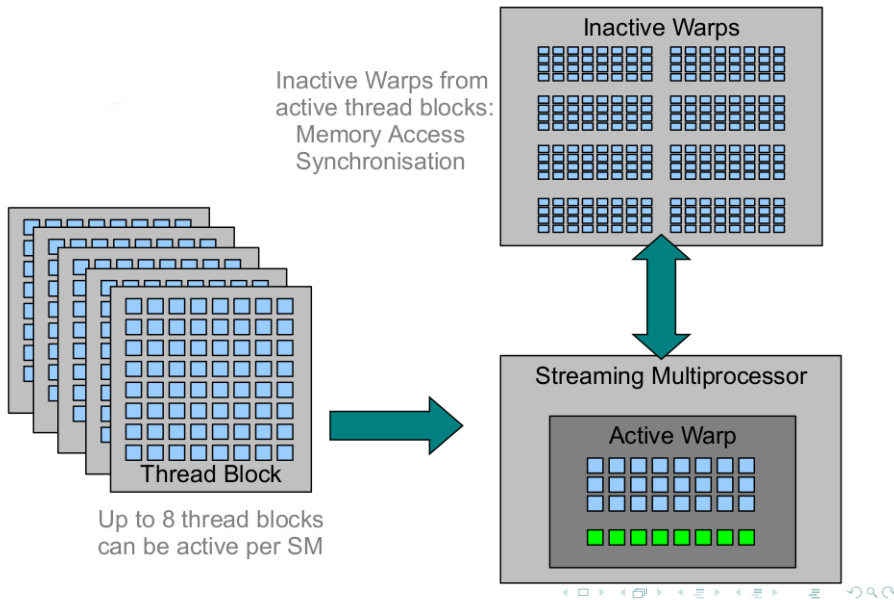 Inactive Warps
Inactive Warps from
active thread blocks:
Memory Access
Synchronisation
Streaming Multiprocessor
Active Warp
Thread Block
Up to 8 thread blocks
can be active per SM